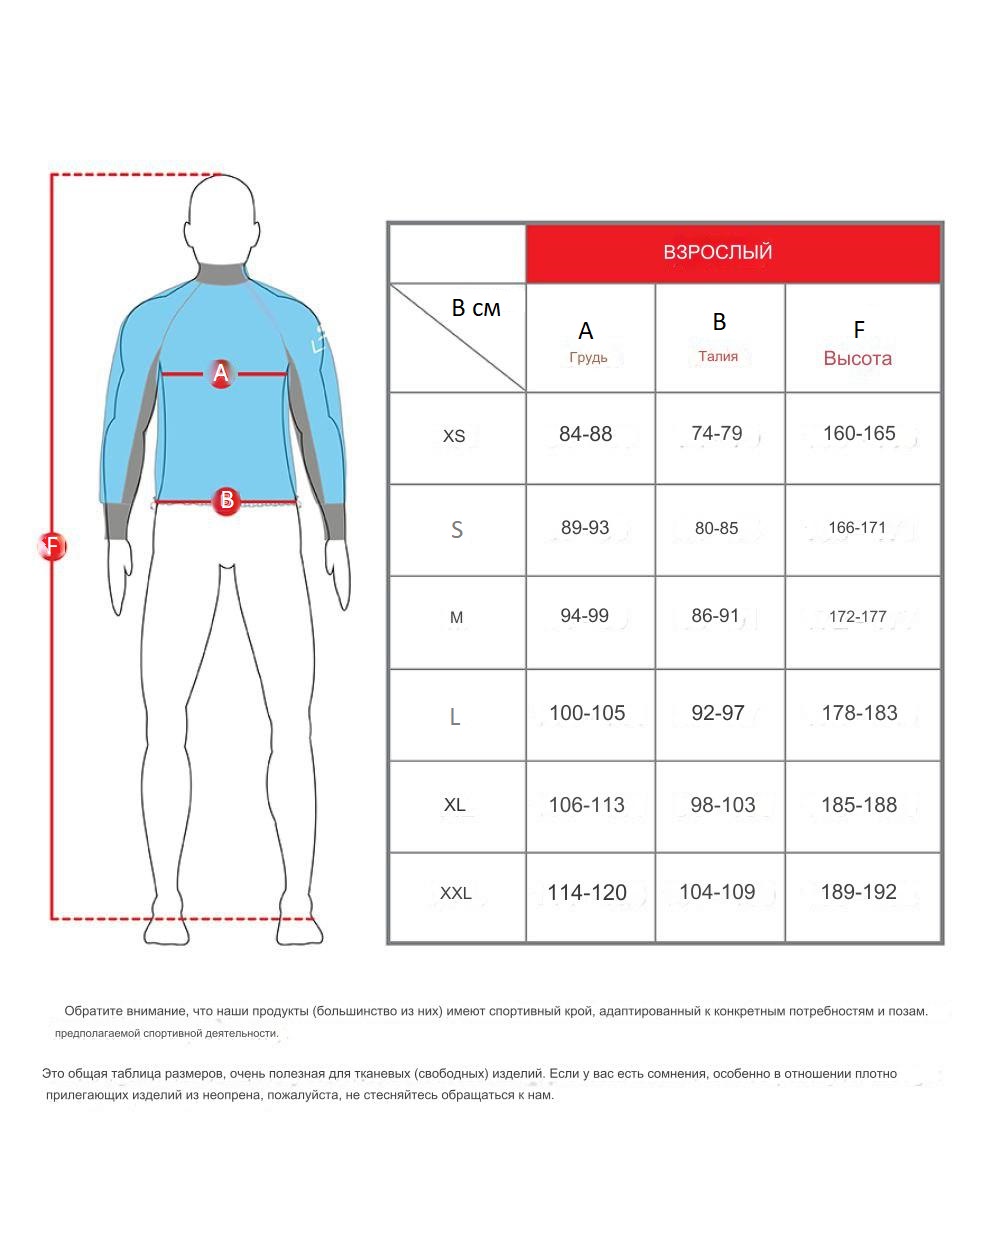 ВЗРОСЛЫЙ
В см
A
Грудь
B
Талия
F
Высота
XS
84-88
74-79
160-165
S
89-93
80-85
166-171
M
94-99
86-91
172-177
L
100-105
92-97
178-183
XL
106-113
98-103
185-188
XXL
114-120
104-109
189-192
A
B
F
Обратите внимание, что наши продукты (большинство из них) имеют спортивный крой, адаптированный к конкретным потребностям и позам.
предполагаемой спортивной деятельности.
Это общая таблица размеров, очень полезная для тканевых (свободных) изделий. Если у вас есть сомнения, особенно в отношении плотно
прилегающих изделий из неопрена, пожалуйста, не стесняйтесь обращаться к нам.